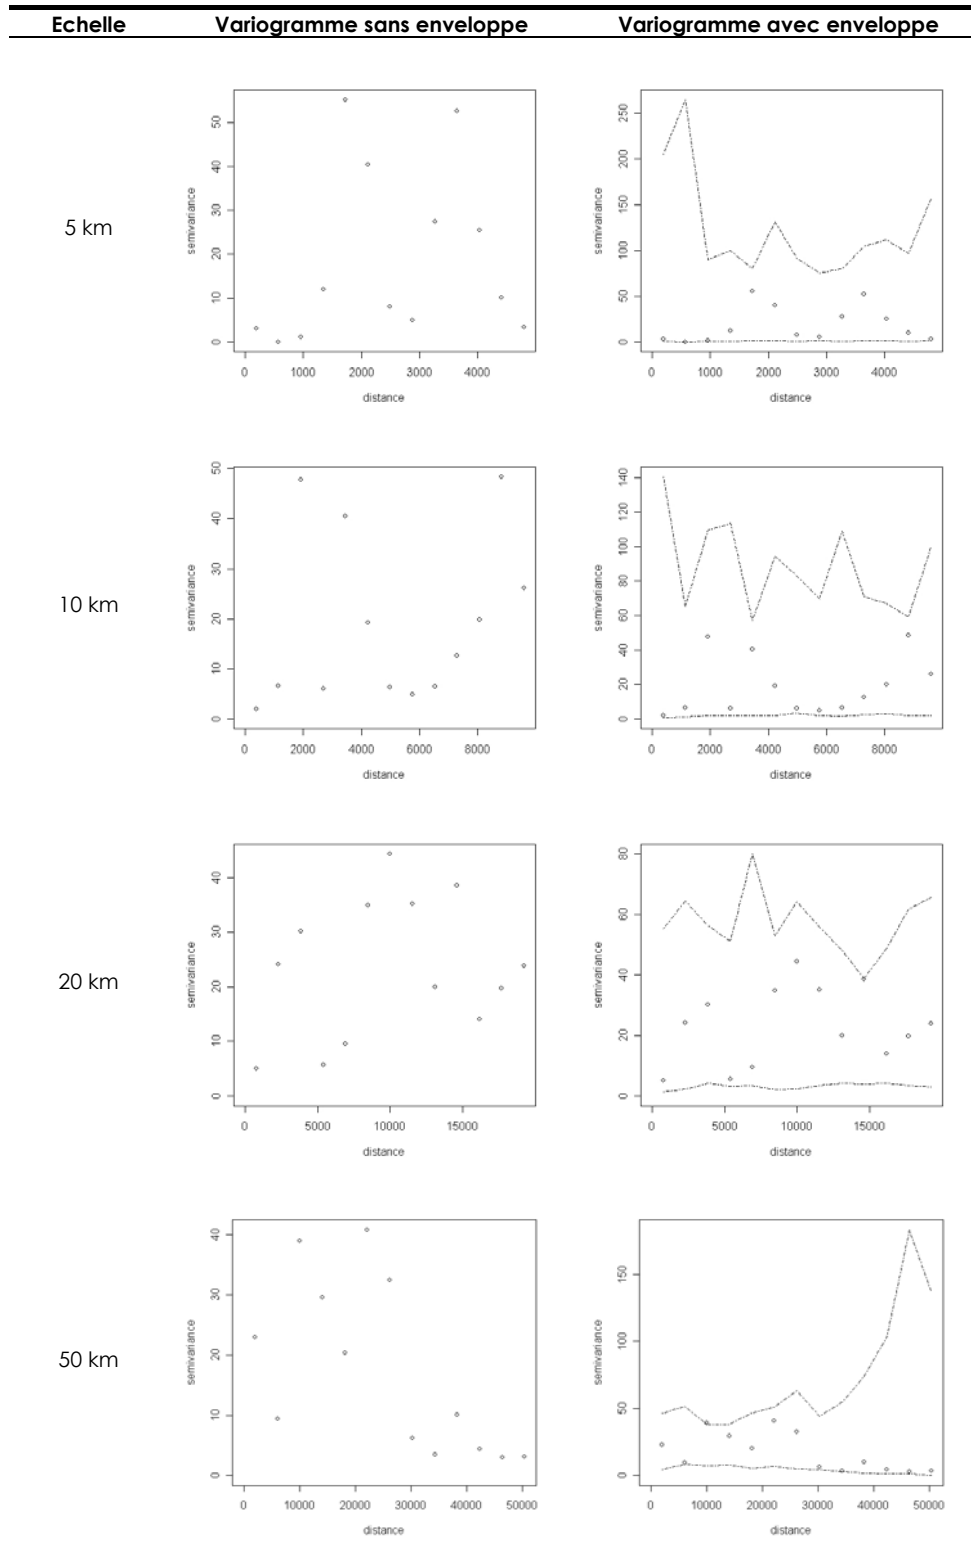 Echelle Variogramme sans enveloppe Variogramme avec enveloppe
5 km
semivariance
0 10 20 30 40 50
0 1000 2000 3000 4000
distance
semivariance
0 50 100 150 200 250
0 1000 2000 3000 4000
distance
10 km
semivariance
0 10 20 30 40 50
0 2000 4000 6000 8000
distance
semivariance
0 20 40 60 80 100 120 140
0 2000 4000 6000 8000
distance
20 km
semivariance
0 10 20 30 40
0 5000 10000 15000
distance
semivariance
0 20 40 60 80
0 5000 10000 15000
distance
50 km
semivariance
0 10 20 30 40
0 10000 20000 30000 40000 50000
distance
semivariance
0 50 100 150
0 10000 20000 30000 40000 50000
distance